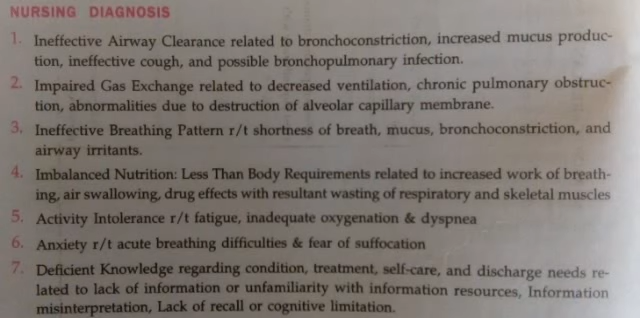 NURSING DIAGNOSIS
1. Ineffective Airway Clearance related to bronchoconstriction, increased mucus produc-
tion, ineffective cough, and possible bronchopulmonary infection.
2. Impaired Gas Exchange related to decreased ventilation, chronic pulmonary obstruc-
tion, abnormalities due to destruction of alveolar capillary membrane.
3. Ineffective Breathing Pattern r/t shortness of breath, mucus, bronchoconstriction, and
airway irritants.
4. Imbalanced Nutrition: Less Than Body Requirements related to increased work of breath-
ing, air swallowing, drug effects with resultant wasting of respiratory and skeletal muscles
5. Activity Intolerance r/t fatigue, inadequate oxygenation & dyspnea
6. Anxiety r/t acute breathing difficulties & fear of suffocation
7. Deficient Knowledge regarding condition, treatment, self-care, and discharge needs re-
lated to lack of information or unfamiliarity with information resources, Information
misinterpretation, Lack of recall or cognitive limitation.